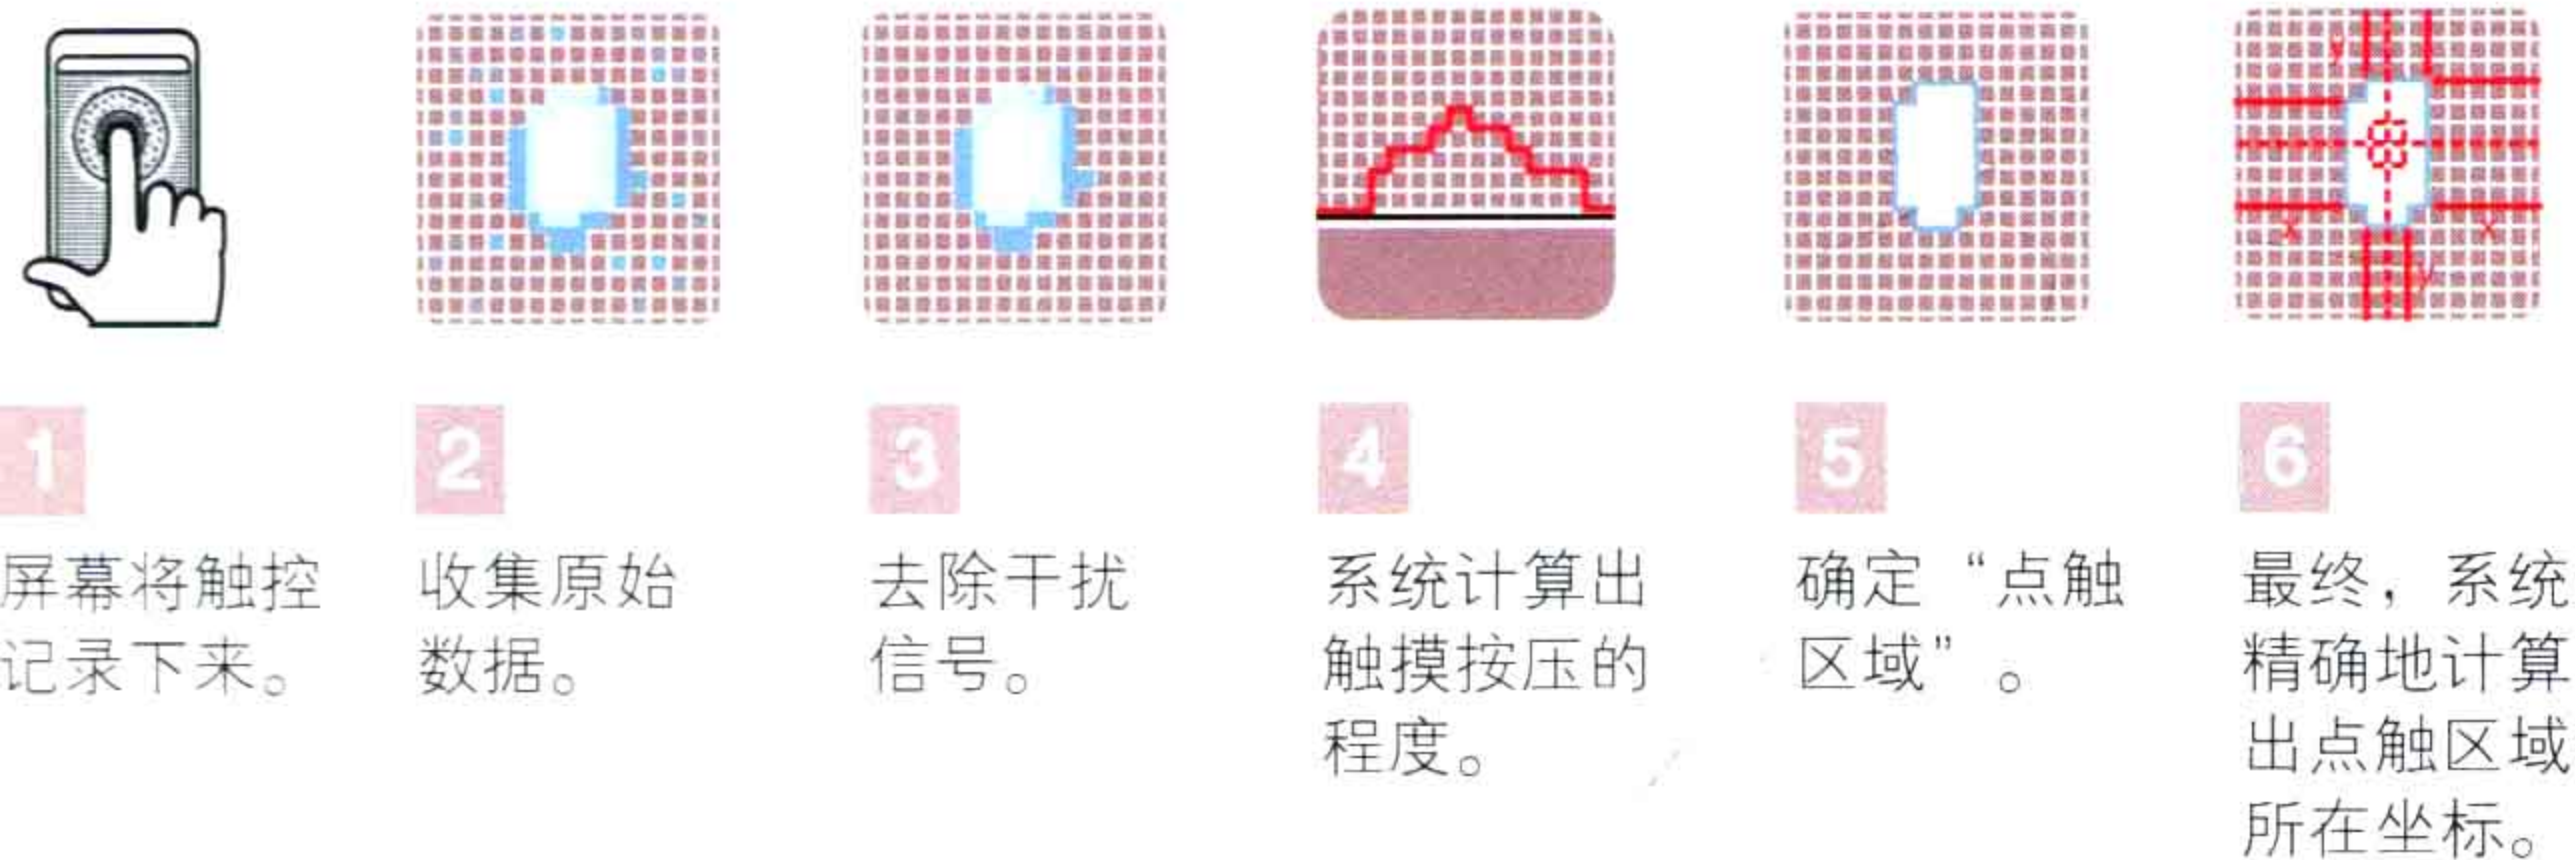 1
屏幕将触控
记录下来。
2
收集原始
数据。
3
去除干扰
信号。
4
系统计算出
触摸按压的
程度。
5
确定“点触
区域”。
6
最终，系统
精确地计算
出点触区域
所在坐标。
y
x
x
y